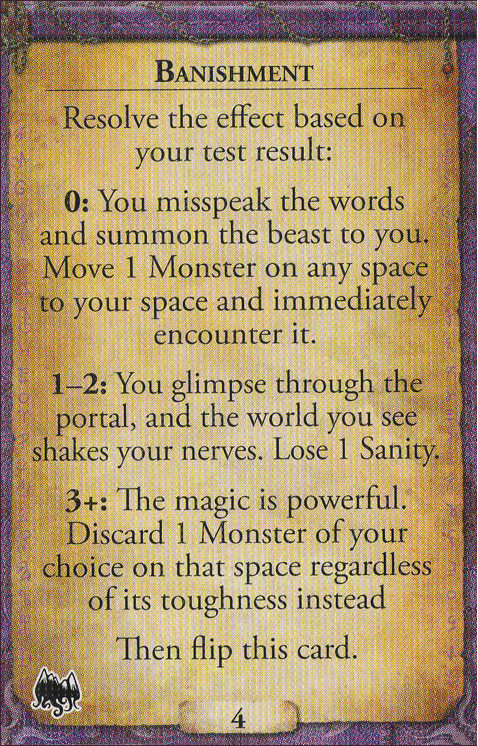 BANISHMENT
Resolve the effect based on
your test result:
0: You misspeak the words
and summon the beast to you.
Move 1 Monster on any space
to your space and immediately
encounter it.
1–2: You glimpse through the
portal, and the world you see
shakes your nerves. Lose 1 Sanity.
3+: The magic is powerful.
Discard 1 Monster of your
choice on that space regardless
of its toughness instead
Then flip this card.
4